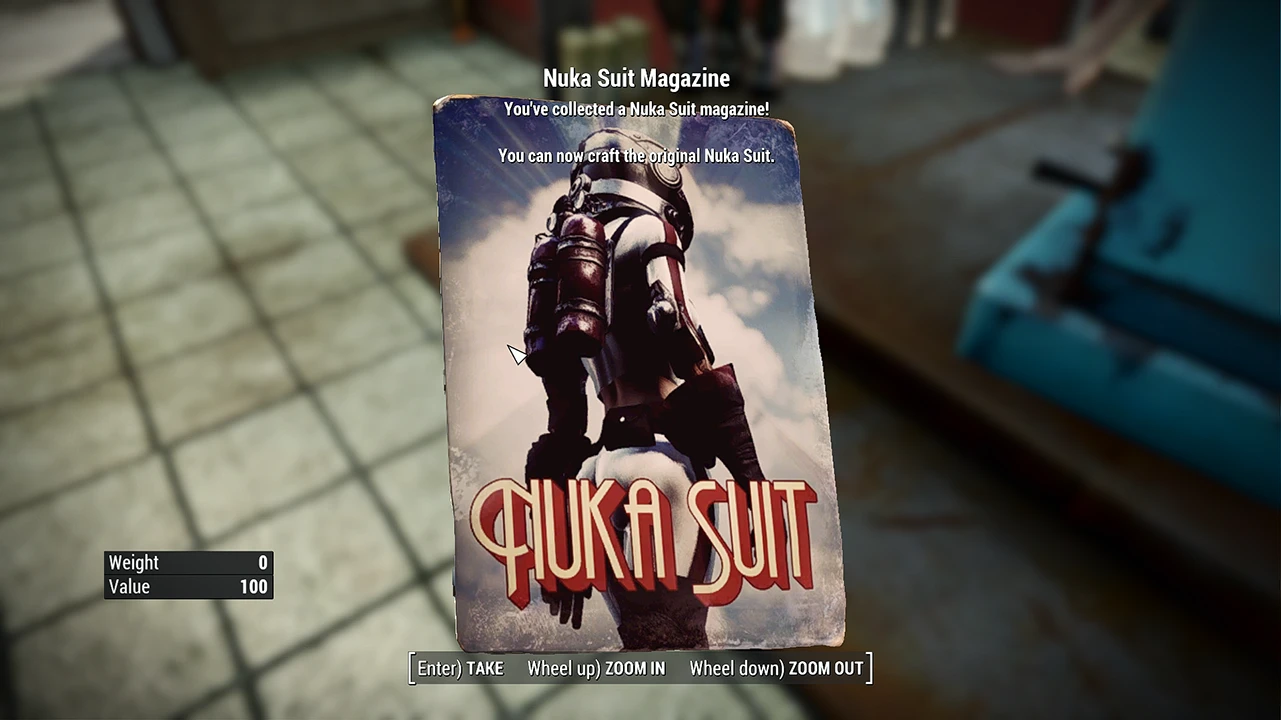 Nuka Suit Magazine
You've collected a Nuka Suit magazine!
You can now craft the original Nuka Suit.
NUKA SUIT
Weight 0
Value 100
Enter) TAKE Wheel up) ZOOM IN Wheel down) ZOOM OUT